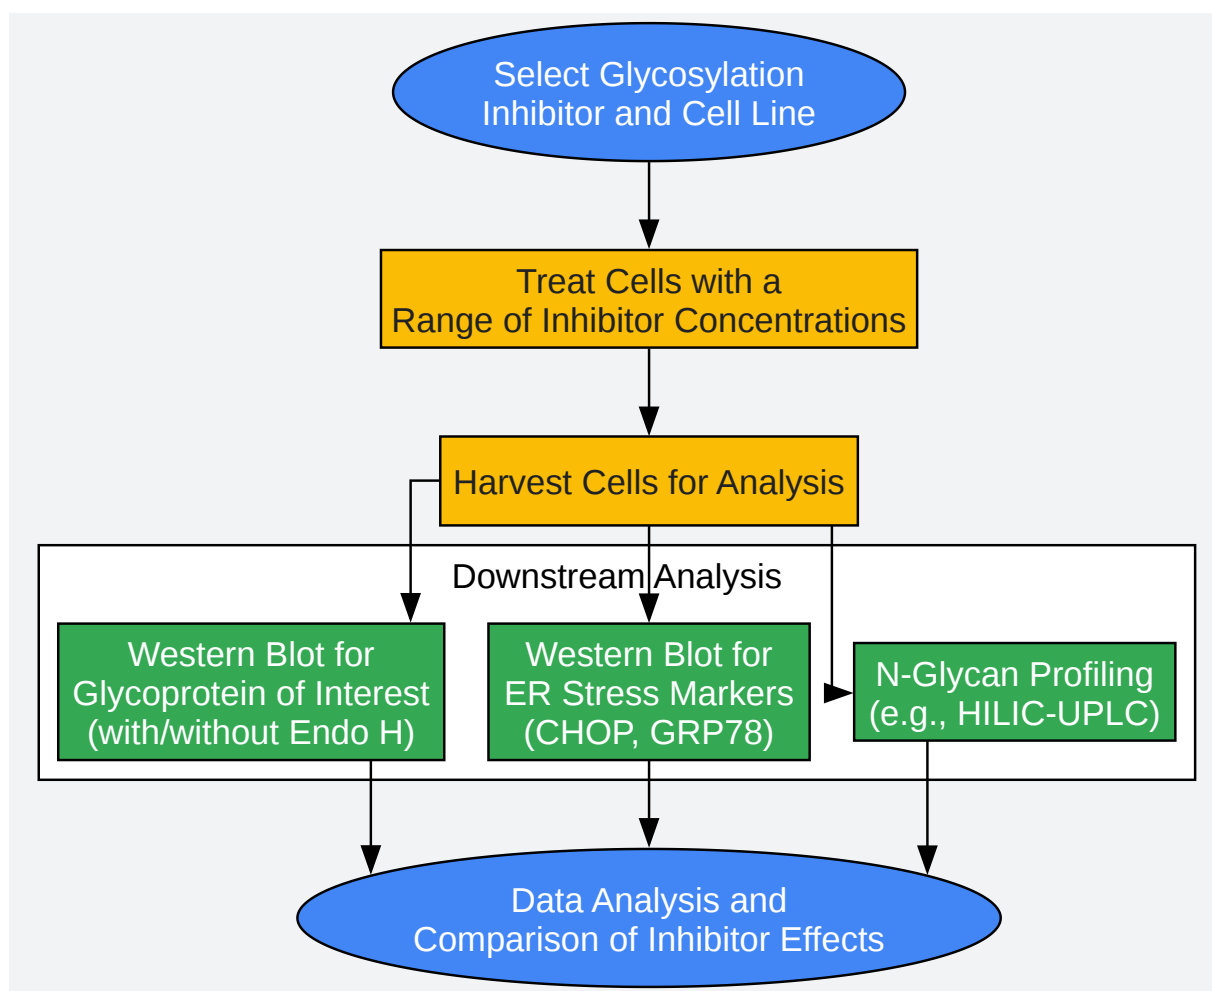 Select Glycosylation
Inhibitor and Cell Line
Treat Cells with a
Range of Inhibitor Concentrations
Harvest Cells for Analysis
Downstream Analysis
Western Blot for
Glycoprotein of Interest
(with/without Endo H)
Western Blot for
ER Stress Markers
(CHOP, GRP78)
N-Glycan Profiling
(e.g., HILIC-UPLC)
Data Analysis and
Comparison of Inhibitor Effects